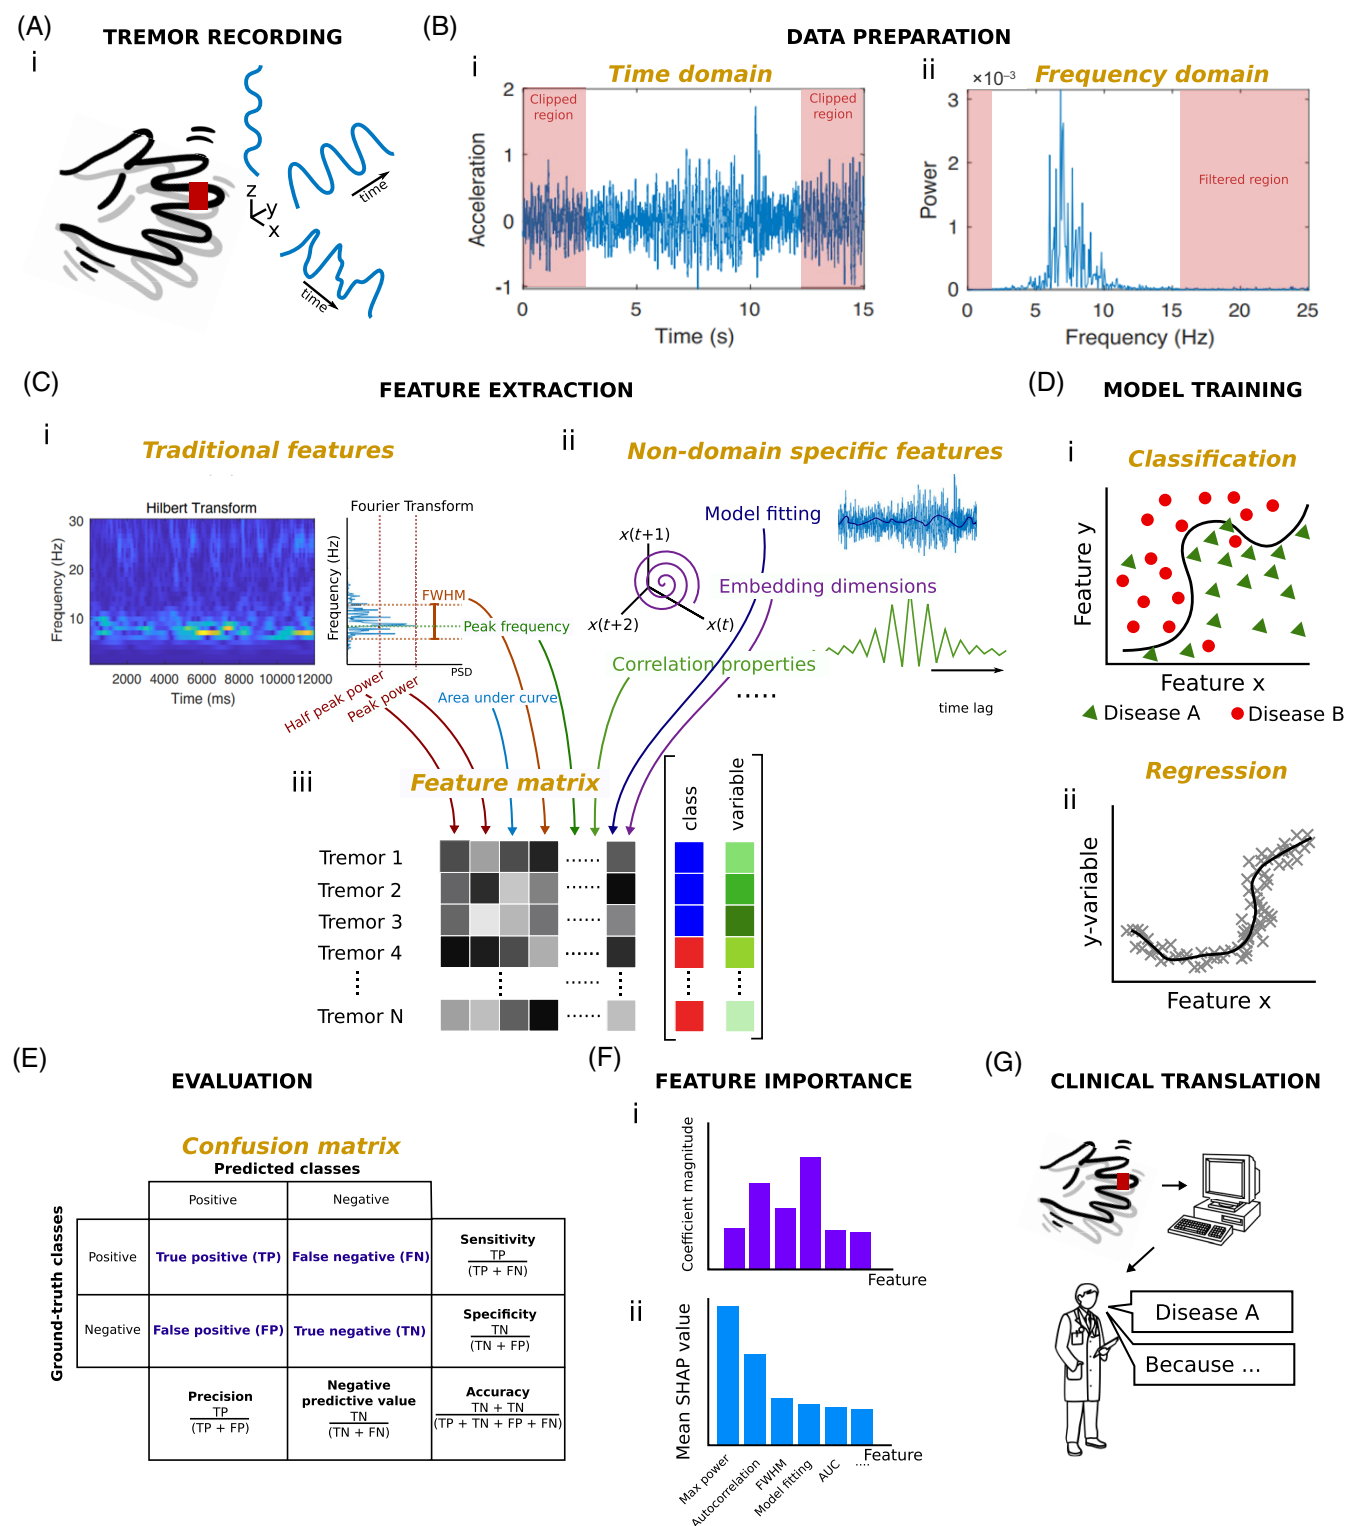 (A)
TREMOR RECORDING
i
z
y
x
time
time
(B)
DATA PREPARATION
i
Time domain
Clipped
region
Clipped
region
Acceleration
2
1
0
-1
0
5
10
15
Time (s)
ii
Frequency domain
×10⁻³
Filtered region
Power
3
2
1
0
0
5
10
15
20
25
Frequency (Hz)
(C)
FEATURE EXTRACTION
i
Traditional features
Hilbert Transform
Frequency (Hz)
30
20
10
2000 4000 6000 8000 10000 12000
Time (ms)
Fourier Transform
Frequency (Hz)
FWHM
Peak frequency
PSD
Half peak power
Peak power
Area under curve
ii
Non-domain specific features
Model fitting
x(t+1)
x(t+2)
x(t)
Embedding dimensions
Correlation properties
......
time lag
iii
Feature matrix
class
variable
Tremor 1 ......
Tremor 2 ......
Tremor 3 ......
Tremor 4 ......
......
Tremor N ......
(D)
MODEL TRAINING
i
Classification
Feature y
Feature x
Disease A Disease B
Regression
ii
y-variable
Feature x
(E)
EVALUATION
Confusion matrix
Predicted classes
Ground-truth classes
Positive Negative
Positive
True positive (TP)
False negative (FN)
Sensitivity
TP
(TP + FN)
Negative
False positive (FP)
True negative (TN)
Specificity
TN
(TN + FP)
Precision
TP
(TP + FP)
Negative
predictive value
TN
(TN + FN)
Accuracy
TN + TN
(TP + TN + FP + FN)
(F)
FEATURE IMPORTANCE
i
Coefficient magnitude
Feature
ii
Mean SHAP value
Feature
Max power
Autocorrelation
FWHM
Model fitting
AUC
....
(G)
CLINICAL TRANSLATION
Disease A
Because ...